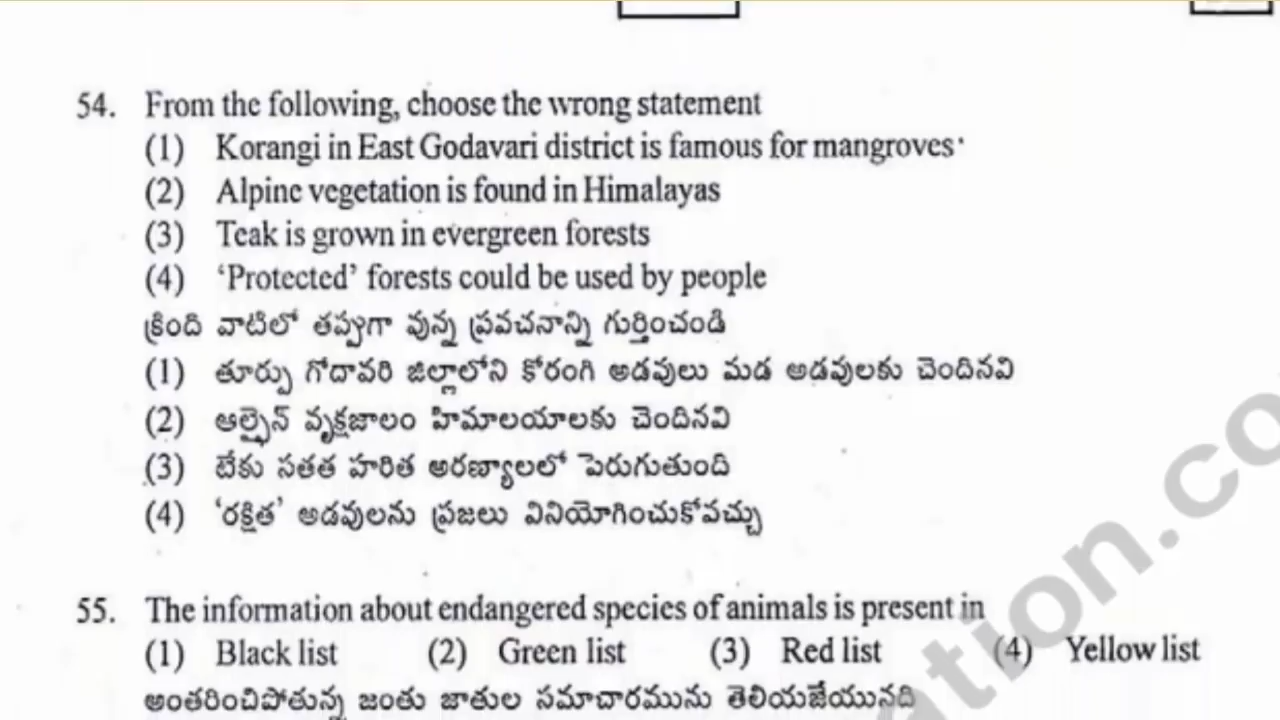 54. From the following, choose the wrong statement
(1) Korangi in East Godavari district is famous for mangroves
(2) Alpine vegetation is found in Himalayas
(3) Teak is grown in evergreen forests
(4) ‘Protected’ forests could be used by people
క్రింది వాటిలో తప్పుగా వున్న ప్రవచనాన్ని గుర్తించండి
(1) తూర్పు గోదావరి జిల్లాలోని కోరంగి అడవులు మడ అడవులకు చెందినవి
(2) ఆల్ఫైన్ వృక్షజాలం హిమాలయాలకు చెందినవి
(3) టేకు సతత హరిత అరణ్యాలలో పెరుగుతుంది
(4) ‘రక్షిత’ అడవులను ప్రజలు వినియోగించుకోవచ్చు
55. The information about endangered species of animals is present in
(1) Black list (2) Green list (3) Red list (4) Yellow list
అంతరించిపోతున్న జంతు జాతుల సమాచారమును తెలియజేయునది